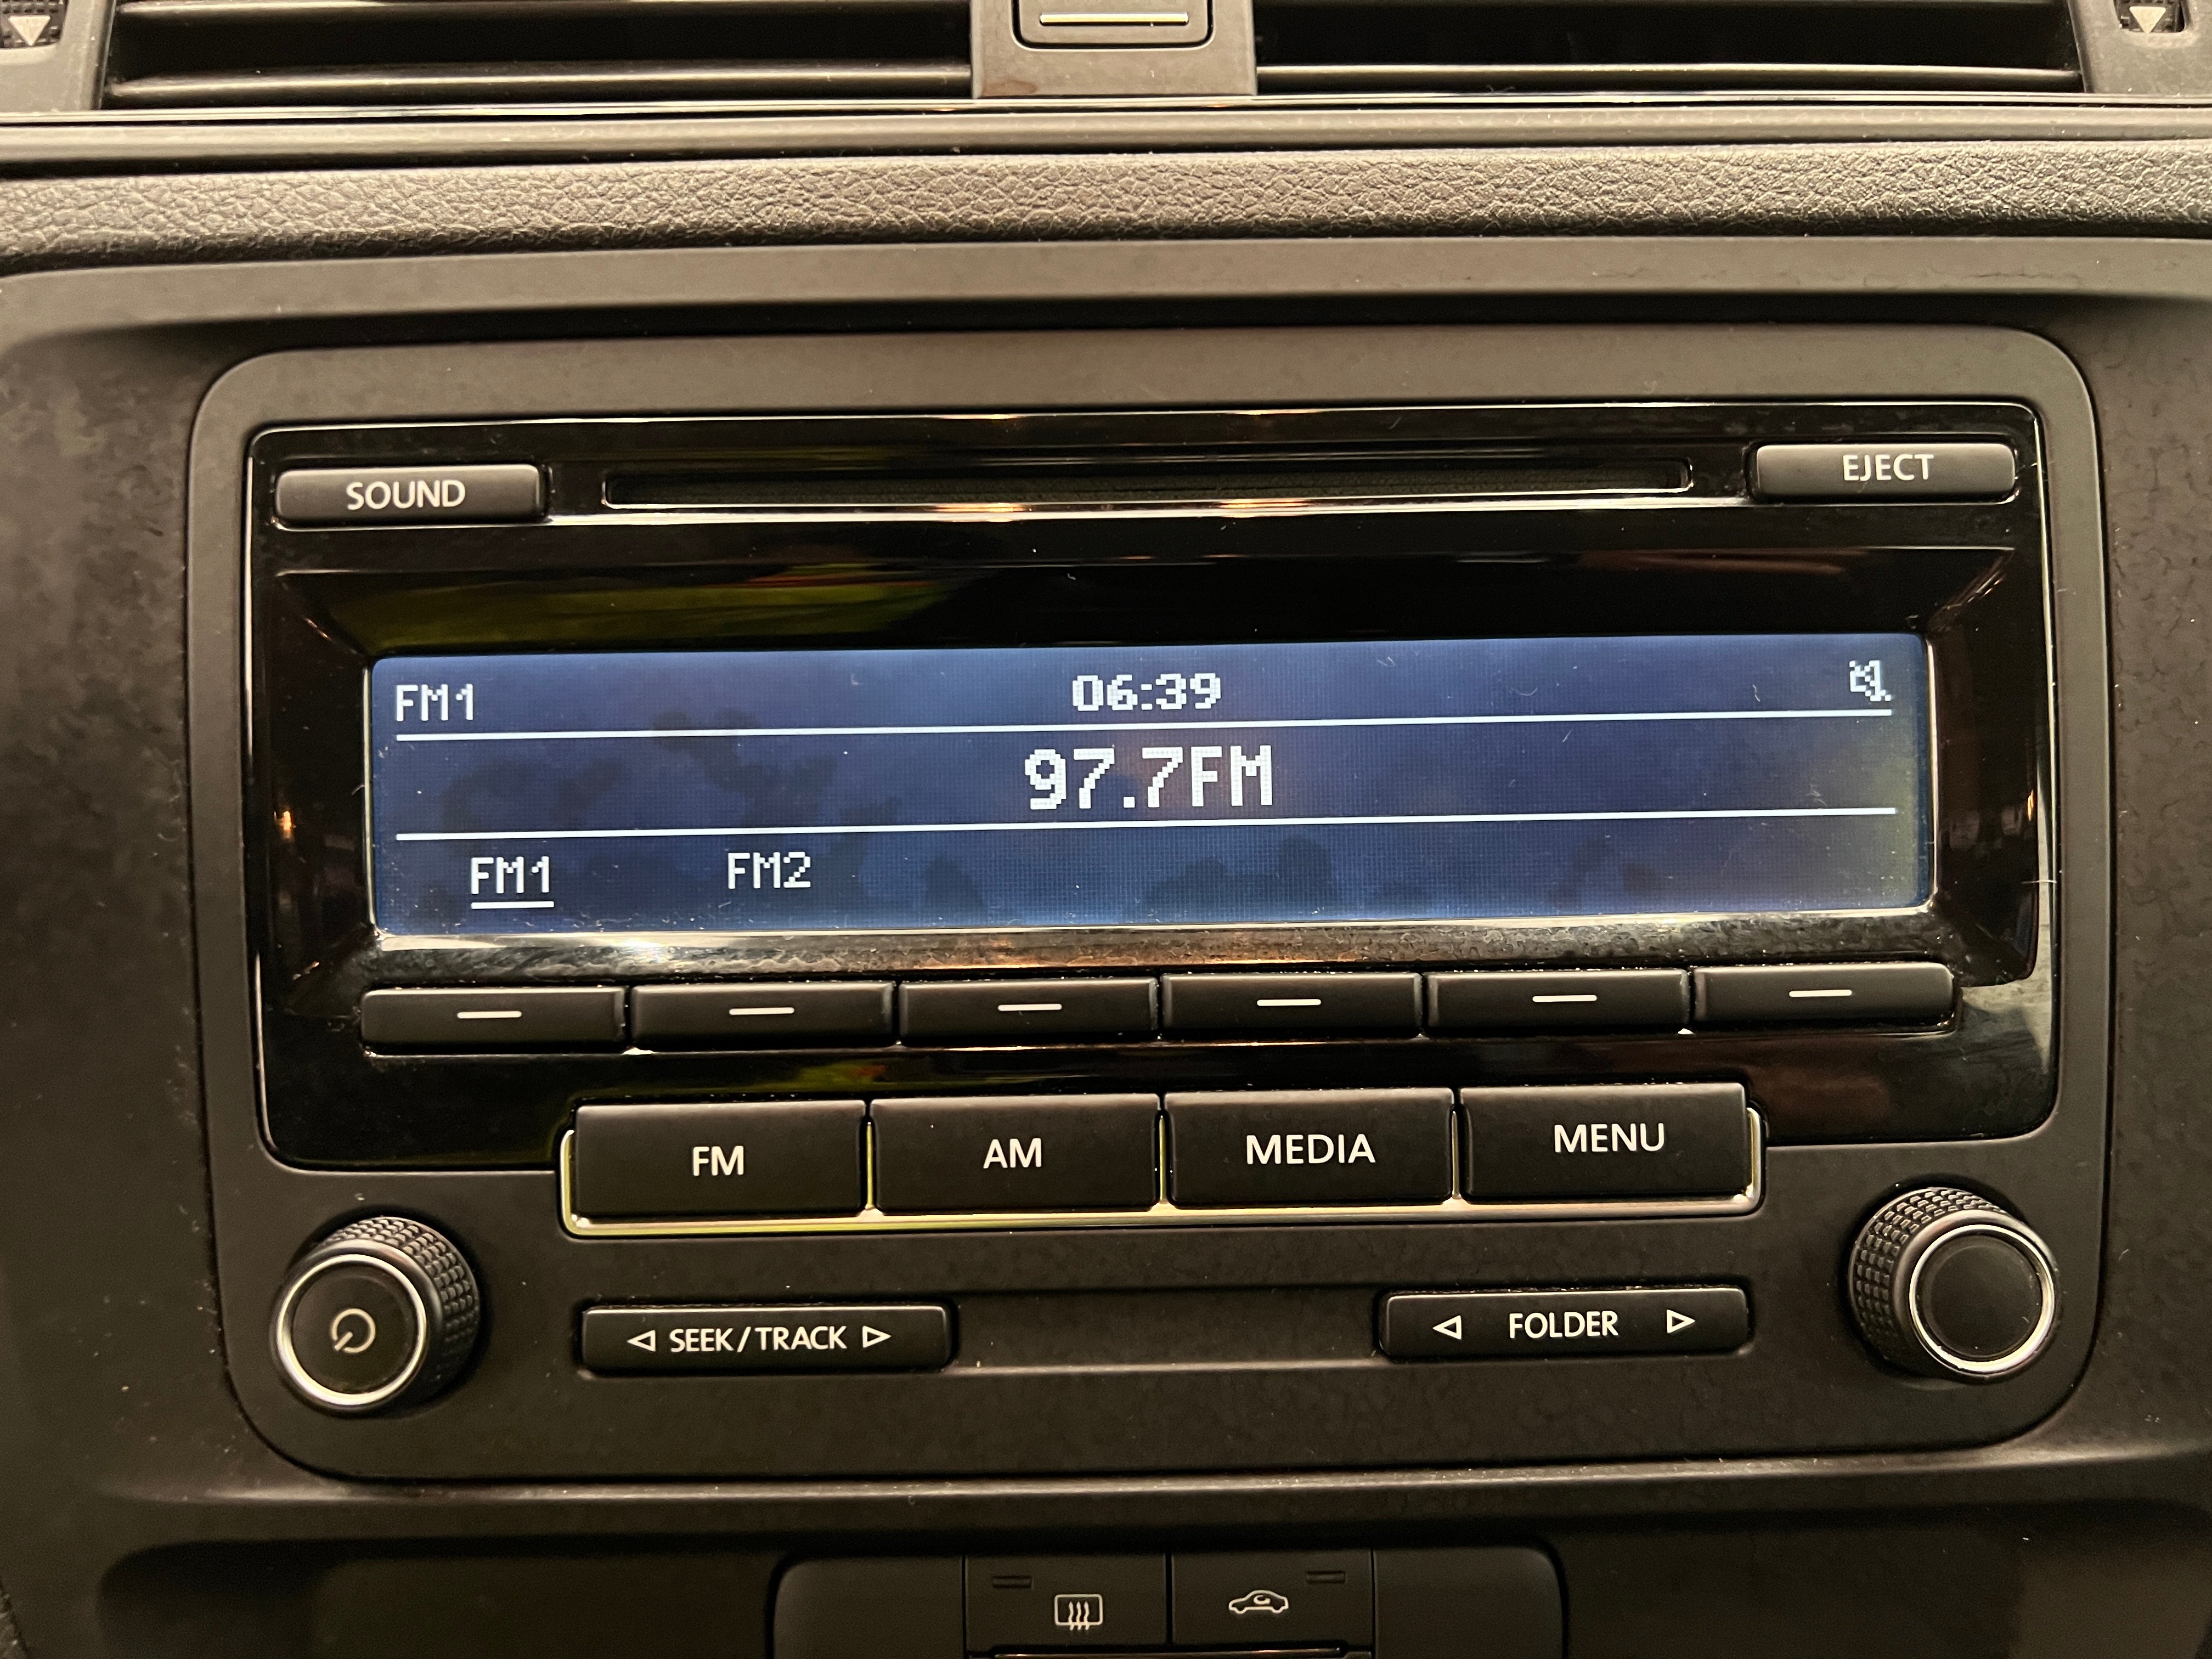 SOUND
EJECT
FM1 06:39
97.7FM
FM1 FM2
FM AM MEDIA MENU
SEEK/TRACK FOLDER